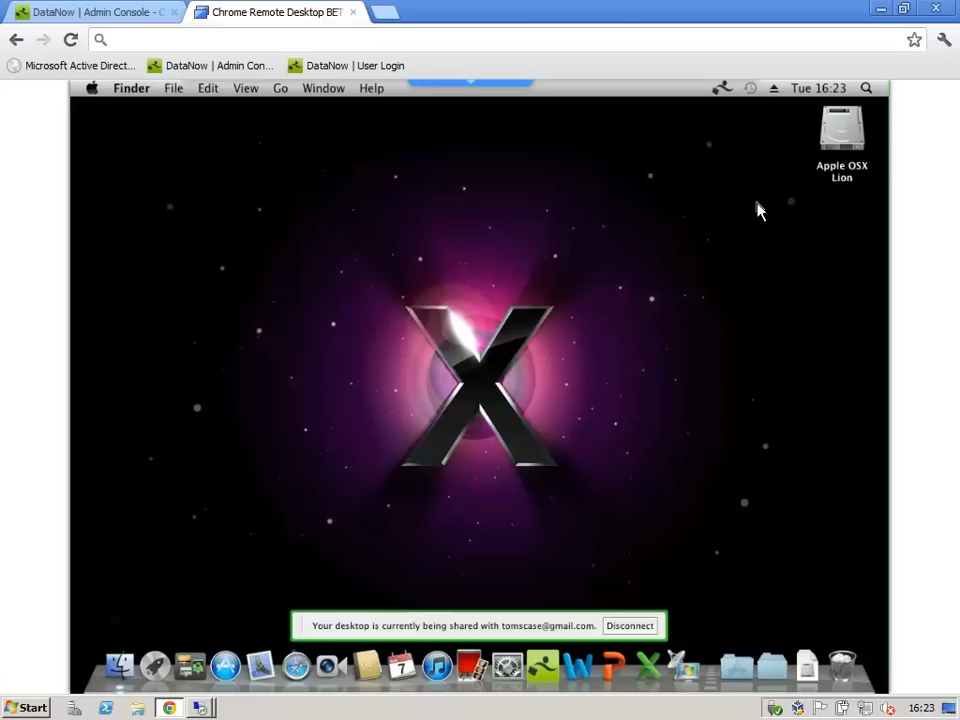 DataNow | Admin Console - C
Chrome Remote Desktop BET
Microsoft Active Direct...
DataNow | Admin Con...
DataNow | User Login
Finder File Edit View Go Window Help
Tue 16:23
Apple OSX
Lion
X
Your desktop is currently being shared with tomscase@gmail.com. Disconnect
7
W P X
Start
16:23